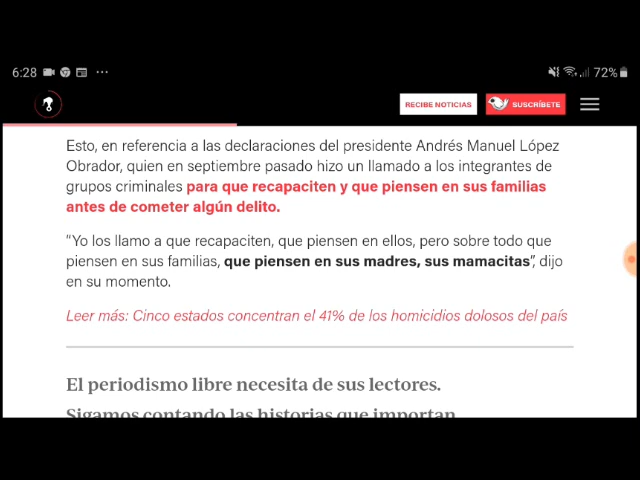 6:28
72%
RECIBE NOTICIAS
SUSCRÍBETE
Esto, en referencia a las declaraciones del presidente Andrés Manuel López
Obrador, quien en septiembre pasado hizo un llamado a los integrantes de
grupos criminales para que recapaciten y que piensen en sus familias
antes de cometer algún delito.
"Yo los llamo a que recapaciten, que piensen en ellos, pero sobre todo que
piensen en sus familias, que piensen en sus madres, sus mamacitas", dijo
en su momento.
Leer más: Cinco estados concentran el 41% de los homicidios dolosos del país
El periodismo libre necesita de sus lectores.
Sigamos contando las historias que importan